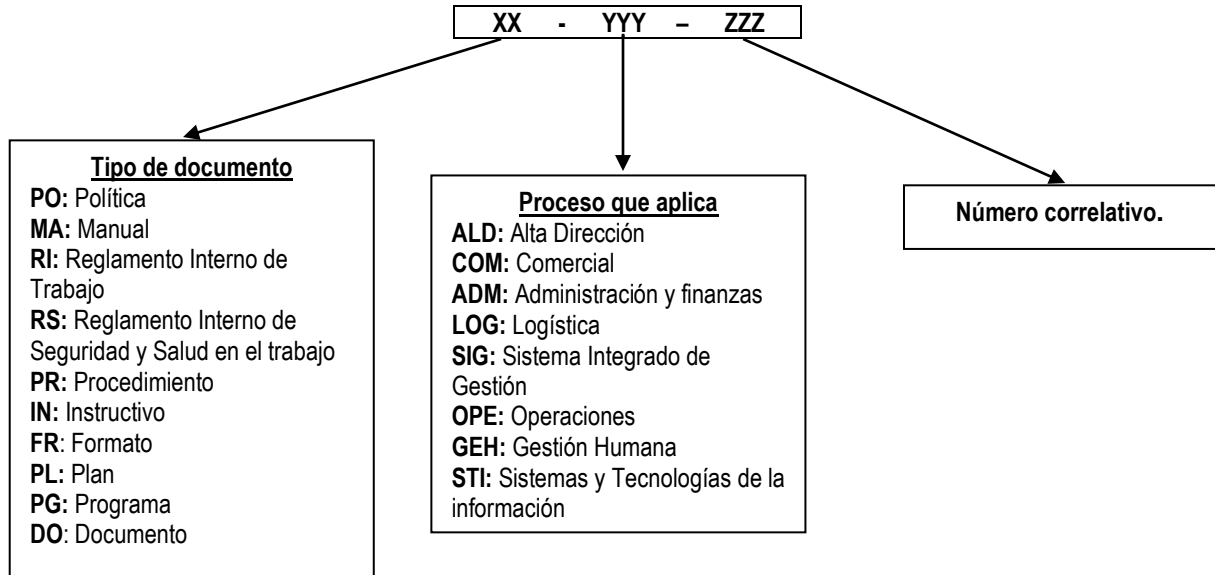 XX - YYY – ZZZ
Tipo de documento
PO: Política
MA: Manual
RI: Reglamento Interno de
Trabajo
RS: Reglamento Interno de
Seguridad y Salud en el trabajo
PR: Procedimiento
IN: Instructivo
FR: Formato
PL: Plan
PG: Programa
DO: Documento
Proceso que aplica
ALD: Alta Dirección
COM: Comercial
ADM: Administración y finanzas
LOG: Logística
SIG: Sistema Integrado de
Gestión
OPE: Operaciones
GEH: Gestión Humana
STI: Sistemas y Tecnologías de la
información
Número correlativo.